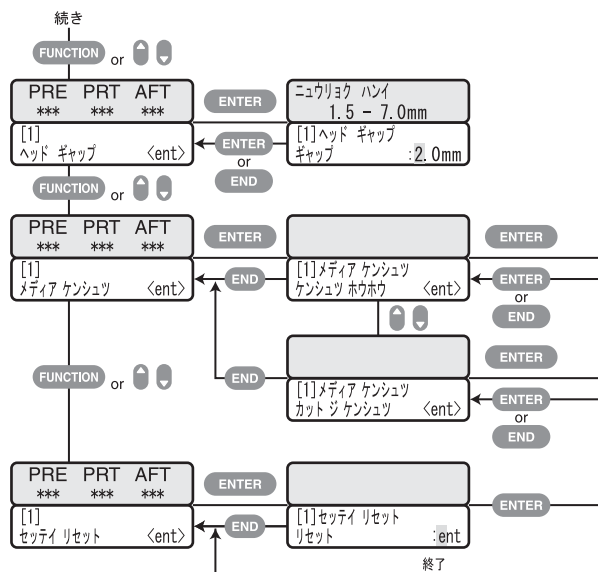 続き
FUNCTION or
PRE PRT AFT
*** *** ***
[1]
ヘッド ギャップ <ent>
ENTER
ENTER
or
END
ニュウリョク ハンイ
1.5 - 7.0mm
[1]ヘッド ギャップ
ギャップ :2.0mm
FUNCTION or
PRE PRT AFT
*** *** ***
[1]
メディア ケンシュツ <ent>
ENTER
END
[1]メディア ケンシュツ
ケンシュツ ホウホウ <ent>
ENTER
ENTER
or
END
END
[1]メディア ケンシュツ
カット ジ ケンシュツ <ent>
ENTER
ENTER
or
END
FUNCTION or
PRE PRT AFT
*** *** ***
[1]
セッテイ リセット <ent>
ENTER
END
[1]セッテイ リセット
リセット :ent
ENTER
終了